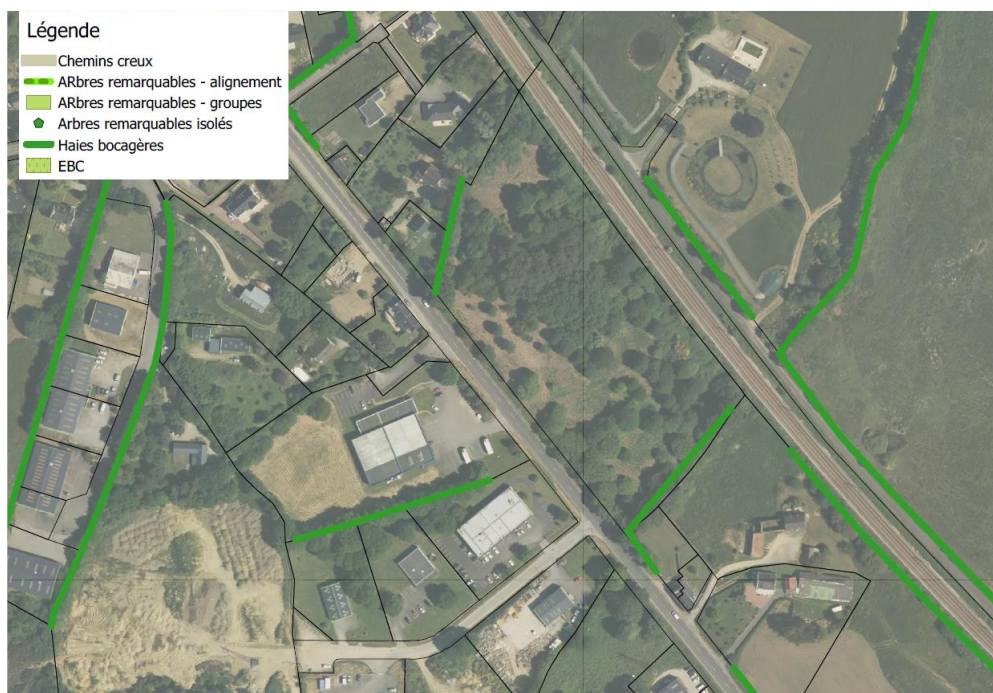 Légende
Chemins creux
ARbres remarquables - alignement
ARbres remarquables - groupes
Arbres remarquables isolés
Haies bocagères
EBC